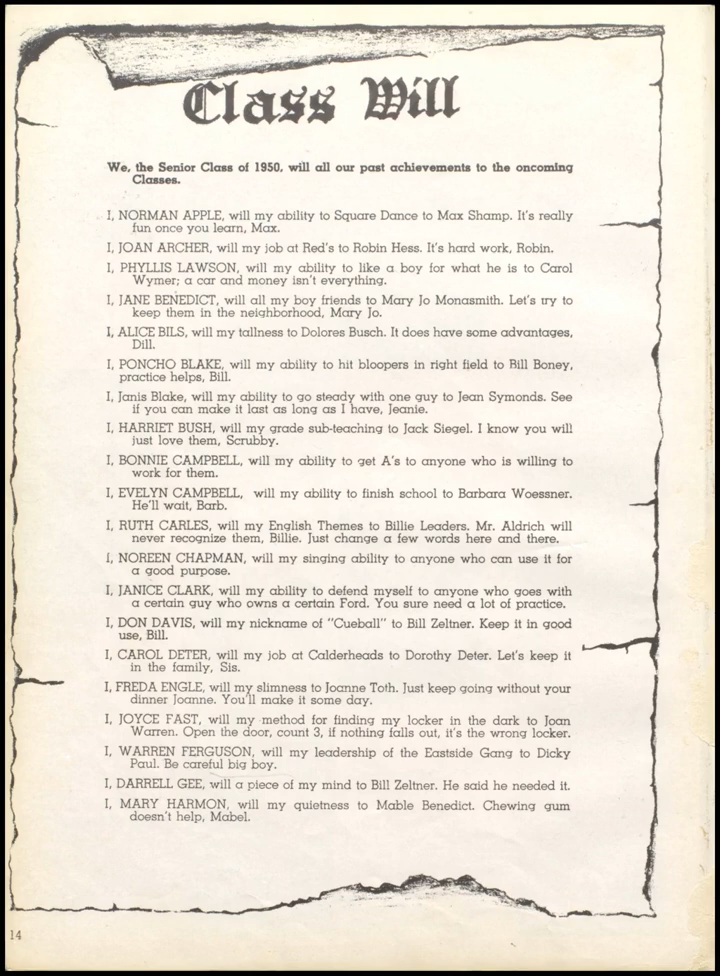 Class Will
We, the Senior Class of 1950, will all our past achievements to the oncoming
Classes.
I, NORMAN APPLE, will my ability to Square Dance to Max Shamp. It's really
fun once you learn, Max.
I, JOAN ARCHER, will my job at Red's to Robin Hess. It's hard work, Robin.
I, PHYLLIS LAWSON, will my ability to like a boy for what he is to Carol
Wymer; a car and money isn't everything.
I, JANE BENEDICT, will all my boy friends to Mary Jo Monasmith. Let's try to
keep them in the neighborhood, Mary Jo.
I, ALICE BILS, will my tallness to Dolores Busch. It does have some advantages,
Dill.
I, PONCHO BLAKE, will my ability to hit bloopers in right field to Bill Boney,
practice helps, Bill.
I, Janis Blake, will my ability to go steady with one guy to Jean Symonds. See
if you can make it last as long as I have, Jeanie.
I, HARRIET BUSH, will my grade sub-teaching to Jack Siegel. I know you will
just love them, Scrubby.
I, BONNIE CAMPBELL, will my ability to get A's to anyone who is willing to
work for them.
I, EVELYN CAMPBELL, will my ability to finish school to Barbara Woessner.
He'll wait, Barb.
I, RUTH CARLES, will my English Themes to Billie Leaders. Mr. Aldrich will
never recognize them, Billie. Just change a few words here and there.
I, NOREEN CHAPMAN, will my singing ability to anyone who can use it for
a good purpose.
I, JANICE CLARK, will my ability to defend myself to anyone who goes with
a certain guy who owns a certain Ford. You sure need a lot of practice.
I, DON DAVIS, will my nickname of "Cueball" to Bill Zeltner. Keep it in good
use, Bill.
I, CAROL DETER, will my job at Calderheads to Dorothy Deter. Let's keep it
in the family, Sis.
I, FREDA ENGLE, will my slimness to Joanne Toth. Just keep going without your
dinner Joanne. You'll make it some day.
I, JOYCE FAST, will my method for finding my locker in the dark to Joan
Warren. Open the door, count 3, if nothing falls out, it's the wrong locker.
I, WARREN FERGUSON, will my leadership of the Eastside Gang to Dicky
Paul. Be careful big boy.
I, DARRELL GEE, will a piece of my mind to Bill Zeltner. He said he needed it.
I, MARY HARMON, will my quietness to Mable Benedict. Chewing gum
doesn't help, Mabel.
14